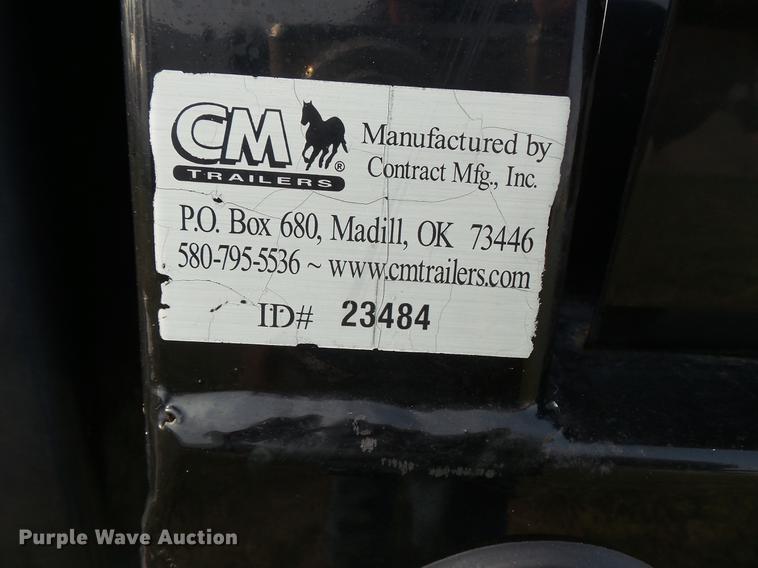 CM ®
TRAILERS
Manufactured by
Contract Mfg., Inc.
P.O. Box 680, Madill, OK 73446
580-795-5536 ~ www.cmtrailers.com
ID# 23484
Purple Wave Auction